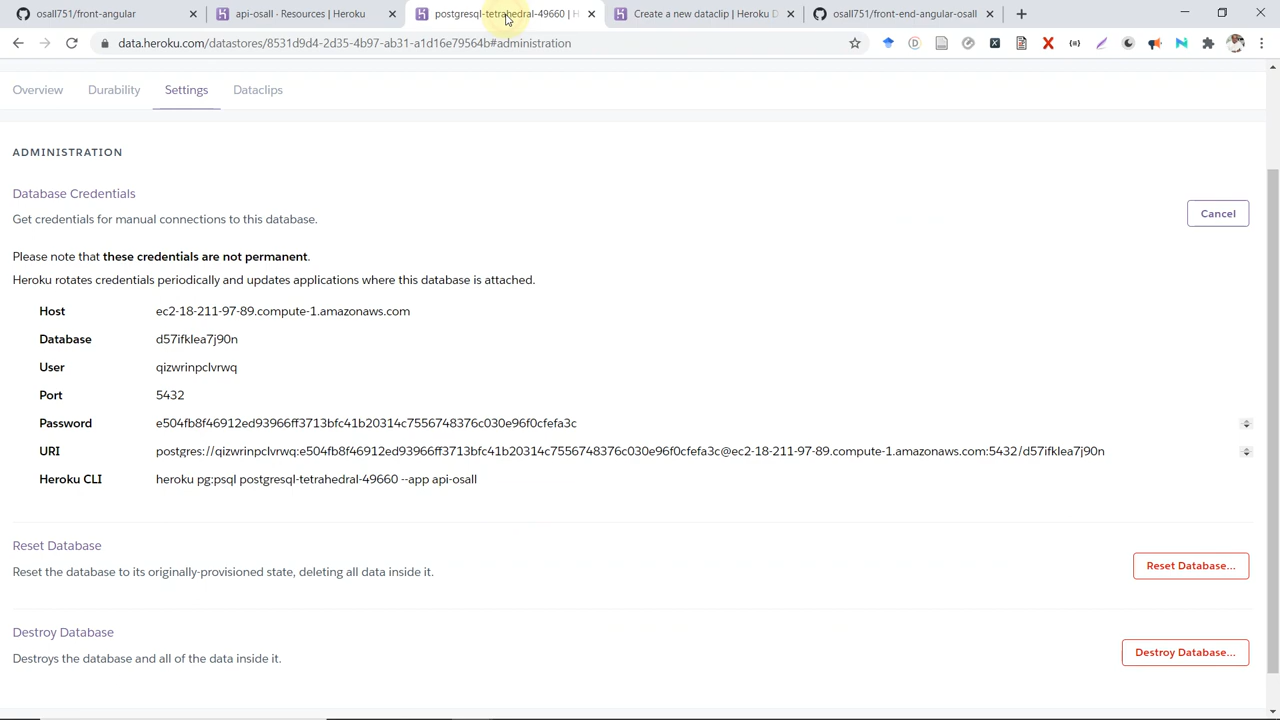 osall751/front-angular
api-osall · Resources | Heroku
postgresql-tetrahedral-49660 | H
Create a new dataclip | Heroku D
osall751/front-end-angular-osall
data.heroku.com/datastores/8531d9d4-2d35-4b97-ab31-a1d16e79564b#administration
Overview Durability Settings Dataclips
ADMINISTRATION
Database Credentials
Get credentials for manual connections to this database.
Cancel
Please note that these credentials are not permanent.
Heroku rotates credentials periodically and updates applications where this database is attached.
Host ec2-18-211-97-89.compute-1.amazonaws.com
Database d57ifklea7j90n
User qizwrinpclvrwq
Port 5432
Password e504fb8f46912ed93966ff3713bfc41b20314c7556748376c030e96f0cfefa3c
URI postgres://qizwrinpclvrwq:e504fb8f46912ed93966ff3713bfc41b20314c7556748376c030e96f0cfefa3c@ec2-18-211-97-89.compute-1.amazonaws.com:5432/d57ifklea7j90n
Heroku CLI heroku pg:psql postgresql-tetrahedral-49660 --app api-osall
Reset Database
Reset the database to its originally-provisioned state, deleting all data inside it.
Reset Database...
Destroy Database
Destroys the database and all of the data inside it.
Destroy Database...